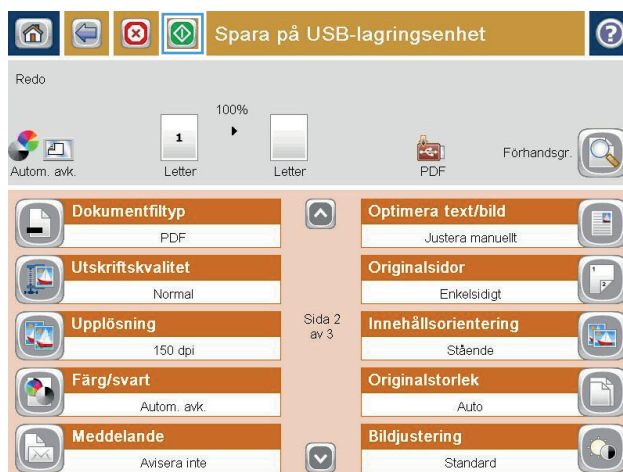 Spara på USB-lagringsenhet
?
Redo
100%
1
Autom. avk.
Letter
Letter
PDF
Förhandsgr.
Dokumentfiltyp
PDF
Utskriftskvalitet
Normal
Upplösning
150 dpi
Färg/svart
Autom. avk.
Meddelande
Avisera inte
Sida 2
av 3
Optimera text/bild
Justera manuellt
Originalsidor
Enkelsidigt
1
2
Innehållsorientering
Stående
Originalstorlek
Auto
Bildjustering
Standard